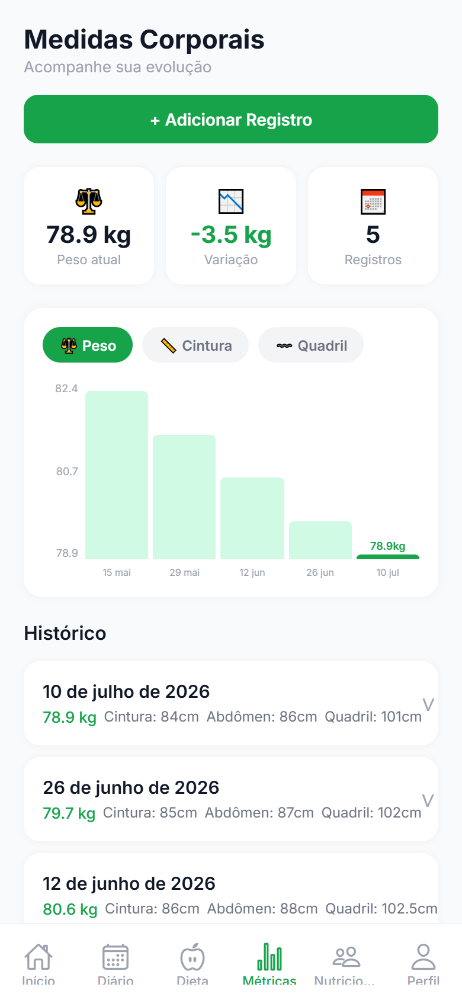 Medidas Corporais
Acompanhe sua evolução
+ Adicionar Registro
78.9 kg
Peso atual
-3.5 kg
Variação
5
Registros
Peso
Cintura
Quadril
82.4
80.7
78.9
78.9kg
15 mai
29 mai
12 jun
26 jun
10 jul
Histórico
10 de julho de 2026
78.9 kg Cintura: 84cm Abdômen: 86cm Quadril: 101cm
V
26 de junho de 2026
79.7 kg Cintura: 85cm Abdômen: 87cm Quadril: 102cm
V
12 de junho de 2026
80.6 kg Cintura: 86cm Abdômen: 88cm Quadril: 102.5cm
Início
Diário
Dieta
Métricas
Nutricio...
Perfil